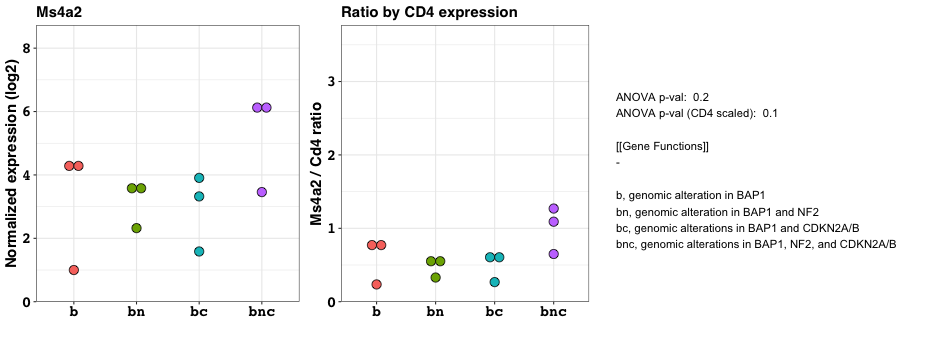 Ms4a2
Normalized expression (log2)
8
6
4
2
0
b
bn
bc
bnc
Ratio by CD4 expression
Ms4a2 / Cd4 ratio
3
2
1
0
b
bn
bc
bnc
ANOVA p-val:  0.2
ANOVA p-val (CD4 scaled):  0.1
[[Gene Functions]]
-
b, genomic alteration in BAP1
bn, genomic alteration in BAP1 and NF2
bc, genomic alterations in BAP1 and CDKN2A/B
bnc, genomic alterations in BAP1, NF2, and CDKN2A/B